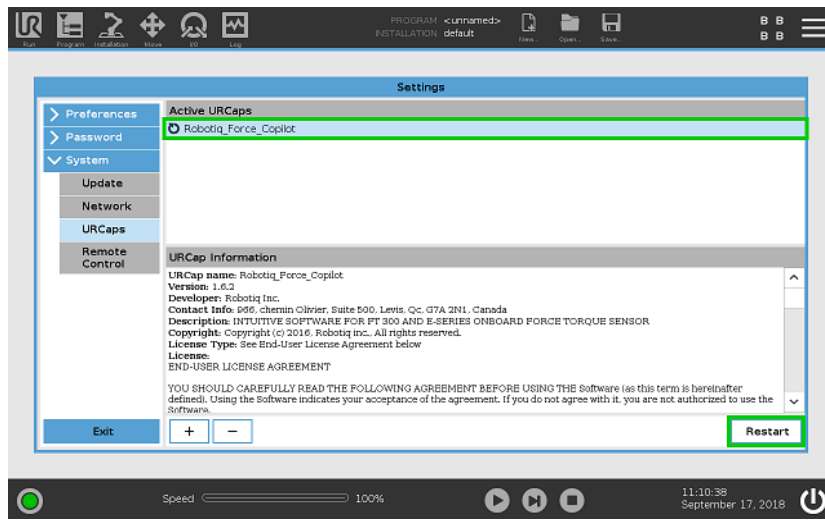 UR
PROGRAM <unnamed>
INSTALLATION default
Run
Program
Installation
Move
I/O
Log
New...
Open...
Save...
B B
B B
Settings
Preferences
Password
System
Update
Network
URCaps
Remote
Control
Exit
Active URCaps
Robotiq_Force_Copilot
URCap Information
URCap name: Robotiq_Force_Copilot
Version: 1.6.2
Developer: Robotiq Inc.
Contact Info: 966, chemin Olivier, Suite 500, Levis, Qc, G7A 2N1, Canada
Description: INTUITIVE SOFTWARE FOR FT 300 AND E-SERIES ONBOARD FORCE TORQUE SENSOR
Copyright: Copyright (c) 2016, Robotiq inc., All rights reserved.
License Type: See End-User License Agreement below
License:
END-USER LICENSE AGREEMENT
YOU SHOULD CAREFULLY READ THE FOLLOWING AGREEMENT BEFORE USING THE Software (as this term is hereinafter
defined). Using the Software indicates your acceptance of the agreement. If you do not agree with it, you are not authorized to use the
Software.
+
−
Restart
Speed
100%
11:10:38
September 17, 2018